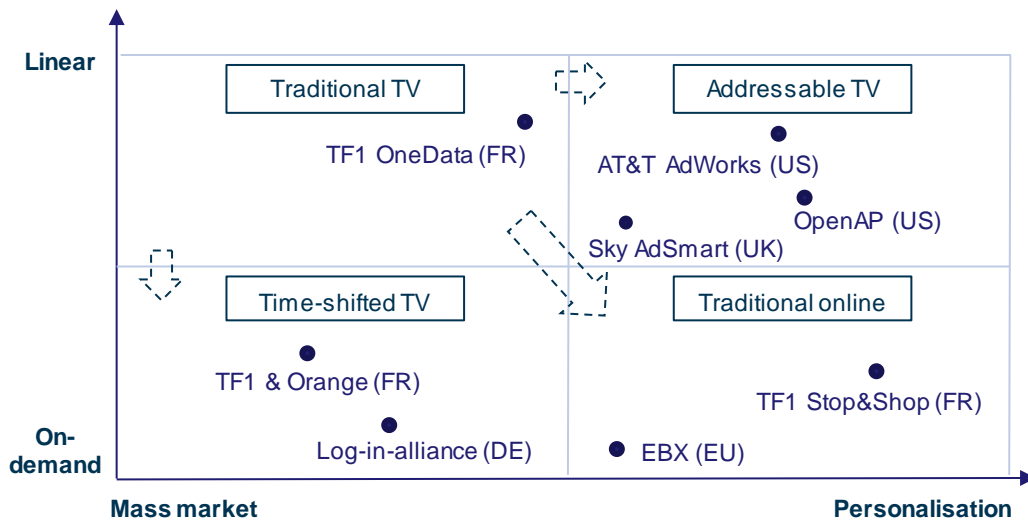 Linear
Traditional TV
Addressable TV
TF1 OneData (FR)
AT&T AdWorks (US)
OpenAP (US)
Sky AdSmart (UK)
Time-shifted TV
Traditional online
TF1 & Orange (FR)
TF1 Stop&Shop (FR)
Log-in-alliance (DE)
EBX (EU)
On-
demand
Mass market
Personalisation